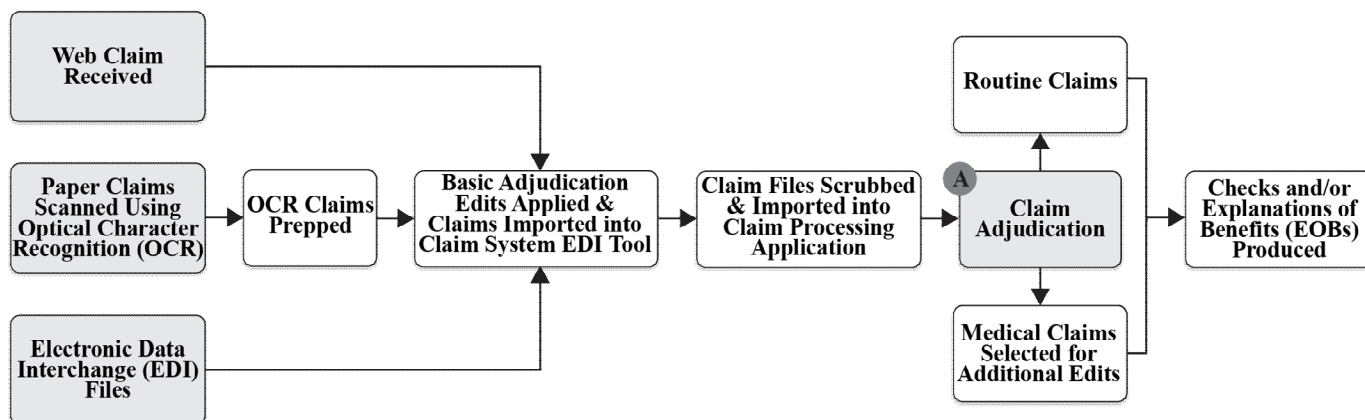 Web Claim
Received
Paper Claims
Scanned Using
Optical Character
Recognition (OCR)
Electronic Data
Interchange (EDI)
Files
OCR Claims
Prepped
Basic Adjudication
Edits Applied &
Claims Imported into
Claim System EDI Tool
Claim Files Scrubbed
& Imported into
Claim Processing
Application
Routine Claims
A
Claim
Adjudication
Medical Claims
Selected for
Additional Edits
Checks and/or
Explanations of
Benefits (EOBs)
Produced